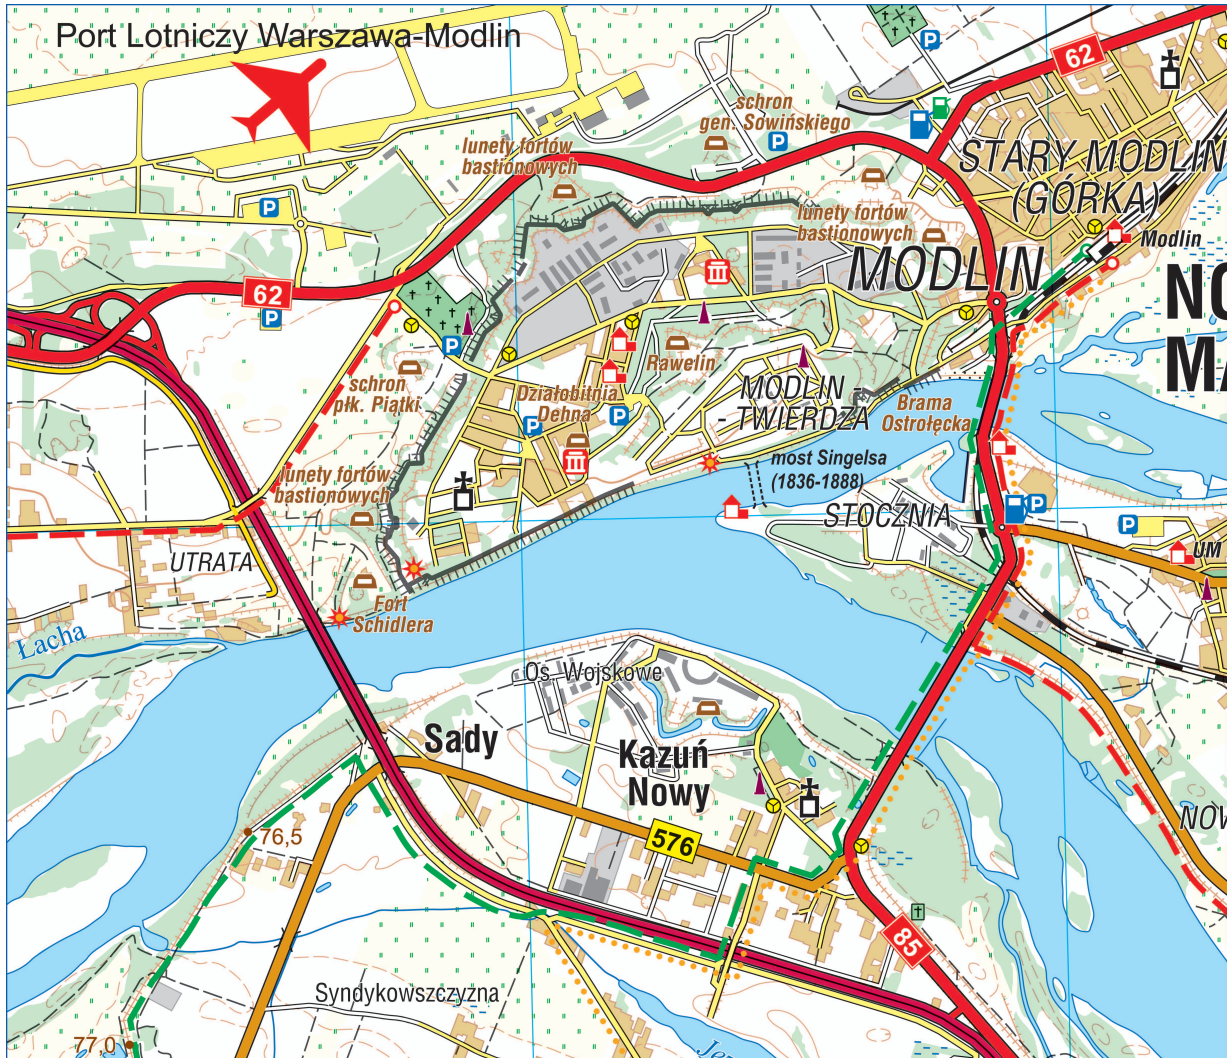 Port Lotniczy Warszawa-Modlin
62
P
schron
gen. Sowińskiego
P
lunety fortów
bastionowych
STARY MODLIN
(GÓRKA)
P
lunety fortów
bastionowych
Modlin
MODLIN
62
P
P
Rawelin
schron
płk. Piątki
Działobitnia
Dehna
P
P
MODLIN -
- TWIERDZA
Brama
Ostrołęcka
most Singelsa
(1836-1888)
lunety fortów
bastionowych
STOCZNIA
P
P
UM
UTRATA
Fort
Schidlera
Łacha
Os. Wojskowe
Sady
Kazuń
Nowy
576
76,5
85
Syndykowszczyzna
77,0